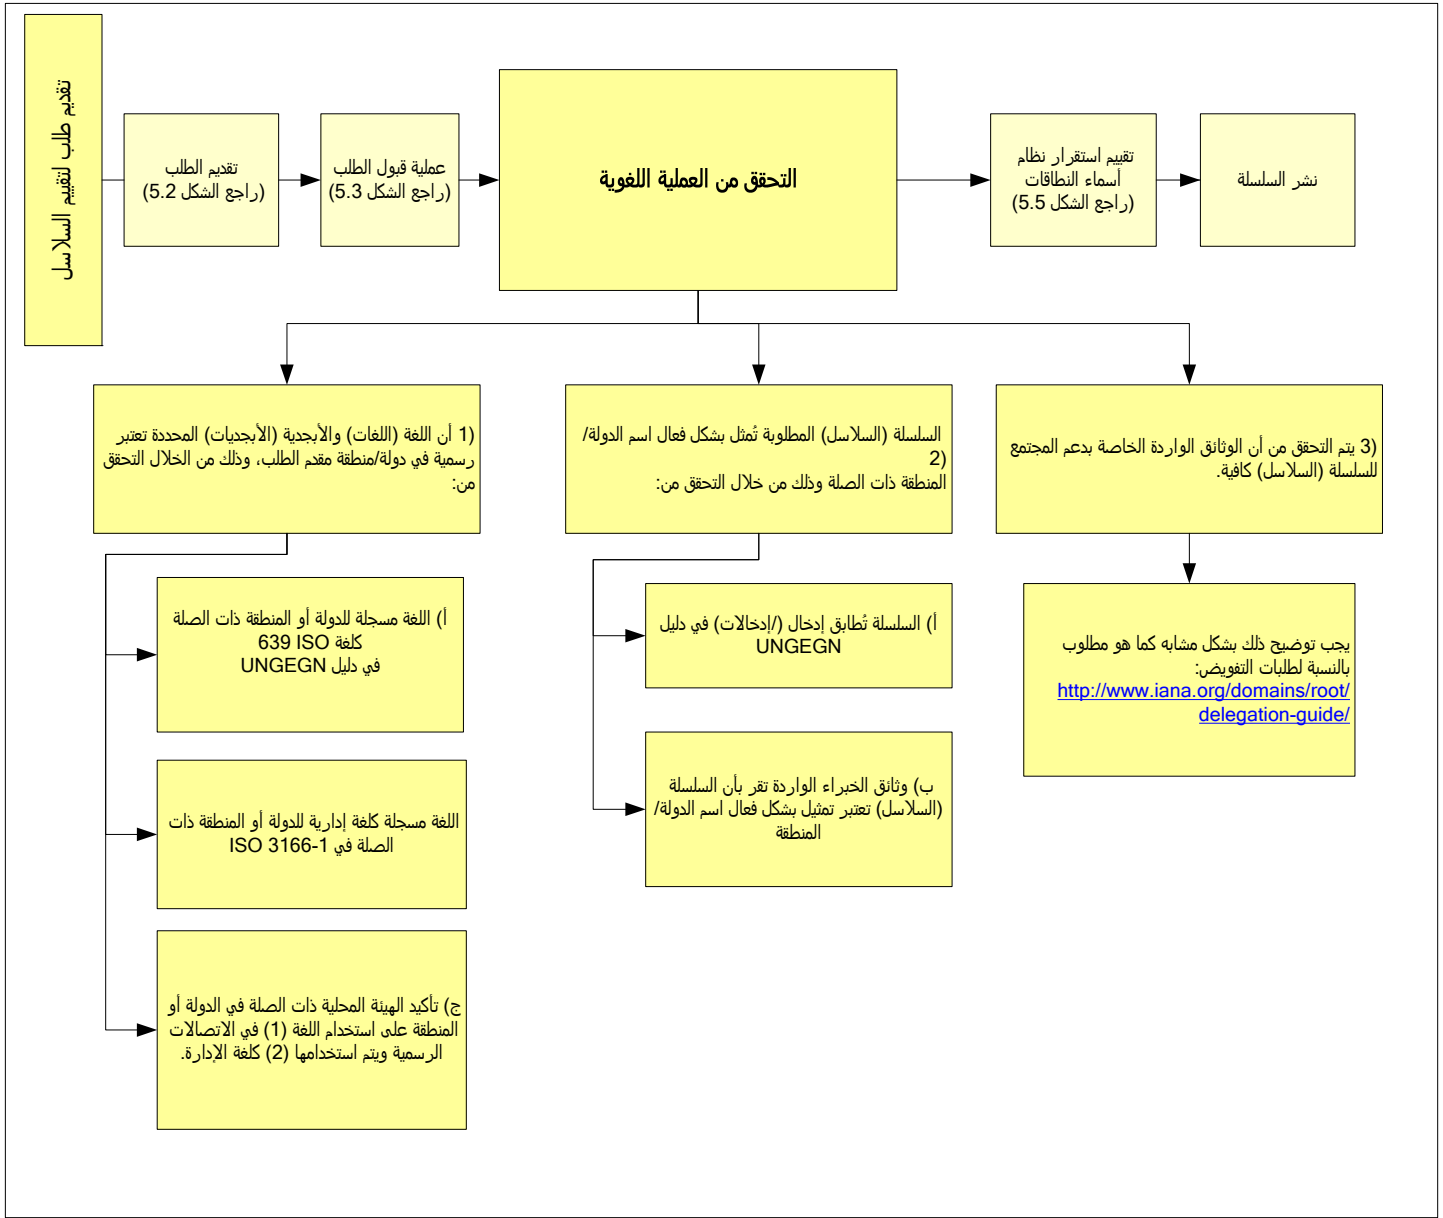 تقديم طلب لتقييم السلاسل
تقديم الطلب
(راجع الشكل 5.2)
عملية قبول الطلب
(راجع الشكل 5.3)
التحقق من العملية اللغوية
تقييم استقرار نظام
أسماء النطاقات
(راجع الشكل 5.5)
نشر السلسلة
1) أن اللغة (اللغات) والأبجدية (الأبجديات) المحددة تعتبر
رسمية في دولة/منطقة مقدم الطلب، وذلك من الخلال التحقق
من:
أ) اللغة مسجلة للدولة أو المنطقة ذات الصلة
كلغة ISO 639
في دليل UNGEGN
اللغة مسجلة كلغة إدارية للدولة أو المنطقة ذات
الصلة في ISO 3166-1
ج) تأكيد الهيئة المحلية ذات الصلة في الدولة أو
المنطقة على استخدام اللغة (1) في الاتصالات
الرسمية ويتم استخدامها (2) كلغة الإدارة.
السلسلة (السلاسل) المطلوبة تُمثل بشكل فعال اسم الدولة/
2)
المنطقة ذات الصلة وذلك من خلال التحقق من:
أ) السلسلة تُطابق إدخال (/إدخالات) في دليل
UNGEGN
ب) وثائق الخبراء الواردة تقر بأن السلسلة
(السلاسل) تعتبر تمثيل بشكل فعال اسم الدولة/
المنطقة
3) يتم التحقق من أن الوثائق الواردة الخاصة بدعم المجتمع
للسلسلة (السلاسل) كافية.
يجب توضيح ذلك بشكل مشابه كما هو مطلوب
بالنسبة لطلبات التفويض:
http://www.iana.org/domains/root/
delegation-guide/